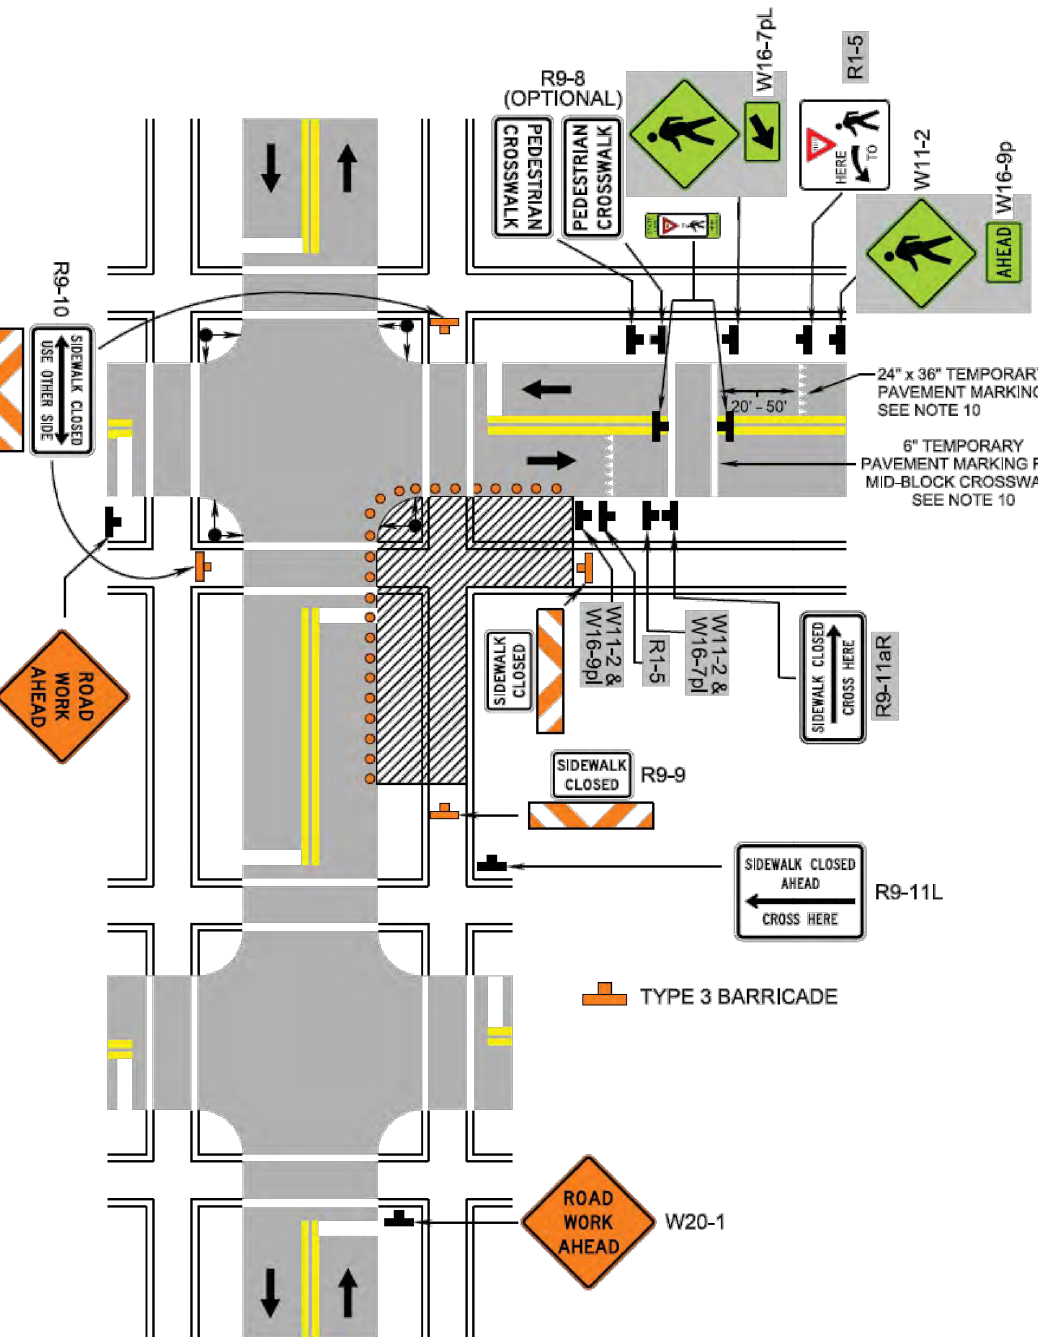 W16-7pL
R1-5
R9-8
(OPTIONAL)
PEDESTRIAN
CROSSWALK
PEDESTRIAN
CROSSWALK
HERE
TO
W11-2
W16-9p
AHEAD
R9-10
SIDEWALK CLOSED
USE OTHER SIDE
24" x 36" TEMPORARY
PAVEMENT MARKING
SEE NOTE 10
20' - 50'
6" TEMPORARY
PAVEMENT MARKING
MID-BLOCK
SEE NOTE 10
ROAD
WORK
AHEAD
SIDEWALK
CLOSED
W11-2 &
W16-9pl
R1-5
W11-2 &
W16-7pl
SIDEWALK CLOSED
CROSS HERE
R9-11aR
SIDEWALK
CLOSED
R9-9
SIDEWALK CLOSED
AHEAD
CROSS HERE
R9-11L
TYPE 3 BARRICADE
ROAD
WORK
AHEAD
W20-1